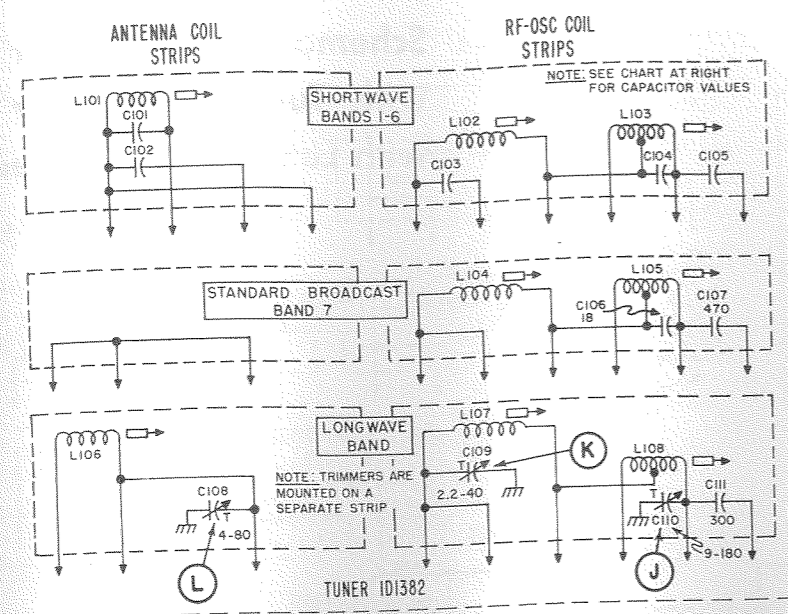 ANTENNA COIL
STRIPS
RF-OSC COIL
STRIPS
NOTE: SEE CHART AT RIGHT
FOR CAPACITOR VALUES
SHORTWAVE
BANDS 1-6
L101
C101
C102
L102
C103
L103
C104
C105
STANDARD BROADCAST
BAND 7
L104
L105
C106
18
C107
470
LONGWAVE
BAND
L106
C108
T
4-80
L
NOTE: TRIMMERS ARE
MOUNTED ON A
SEPARATE STRIP
L107
C109
T
2.2-40
K
L108
T
C110
9-180
J
C111
300
TUNER ID1382